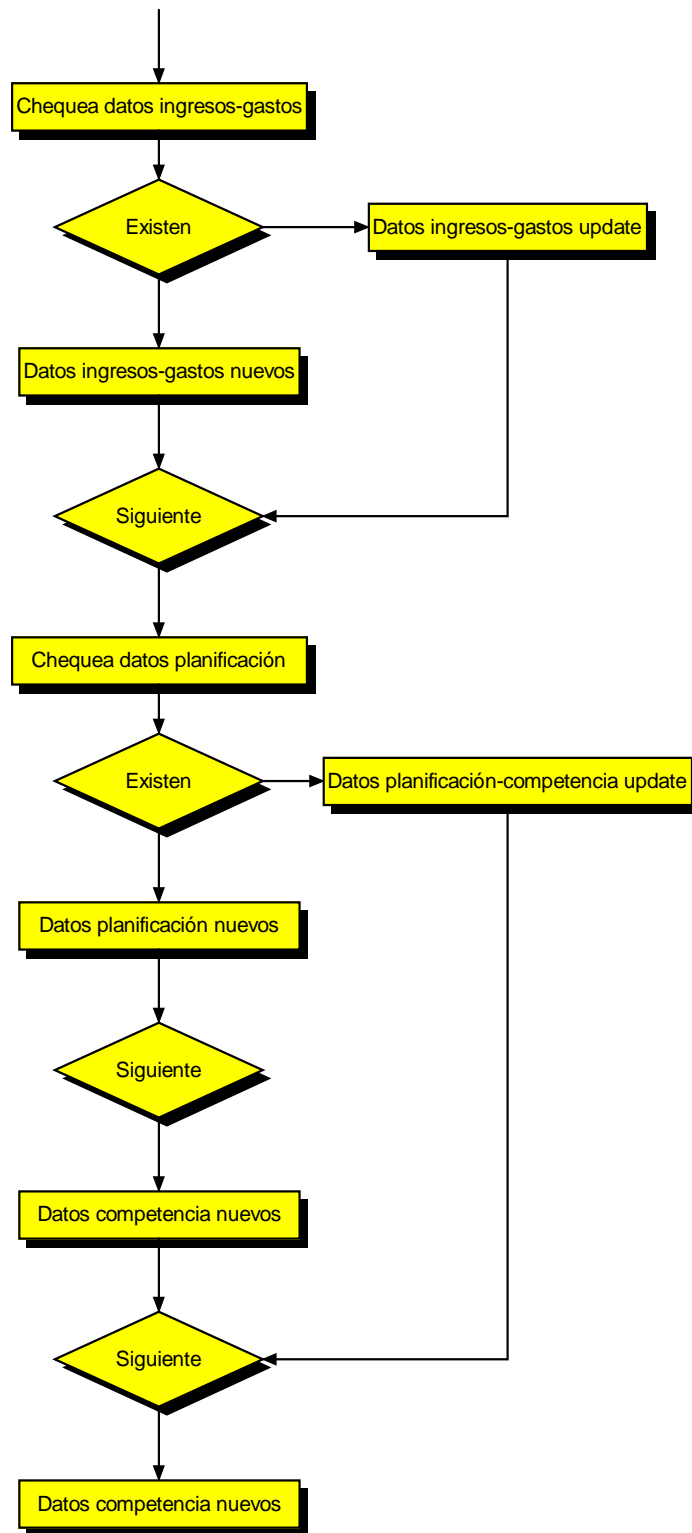 Chequea datos ingresos-gastos
Existen
Datos ingresos-gastos update
Datos ingresos-gastos nuevos
Siguiente
Chequea datos planificación
Existen
Datos planificación-competencia update
Datos planificación nuevos
Siguiente
Datos competencia nuevos
Siguiente
Datos competencia nuevos